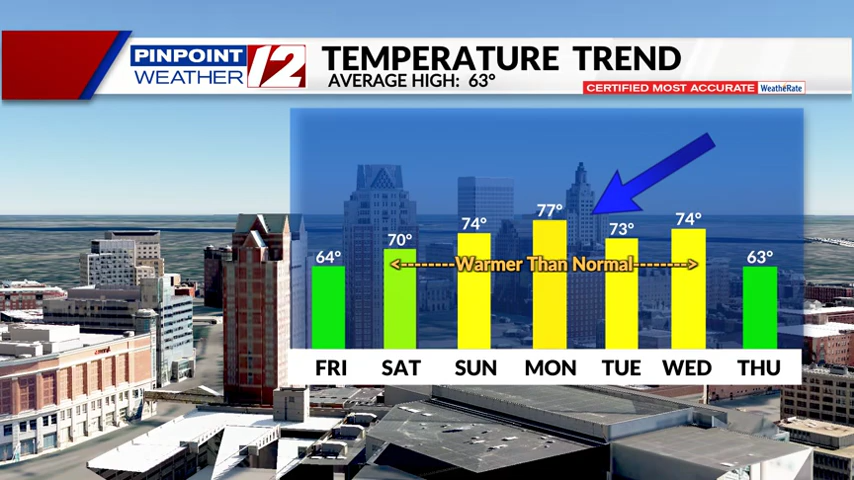 PINPOINT
WEATHER 12
TEMPERATURE TREND
AVERAGE HIGH: 63°
CERTIFIED MOST ACCURATE WeatheRate
64° 70° 74° 77° 73° 74° 63°
<--------Warmer Than Normal------->
FRI SAT SUN MON TUE WED THU